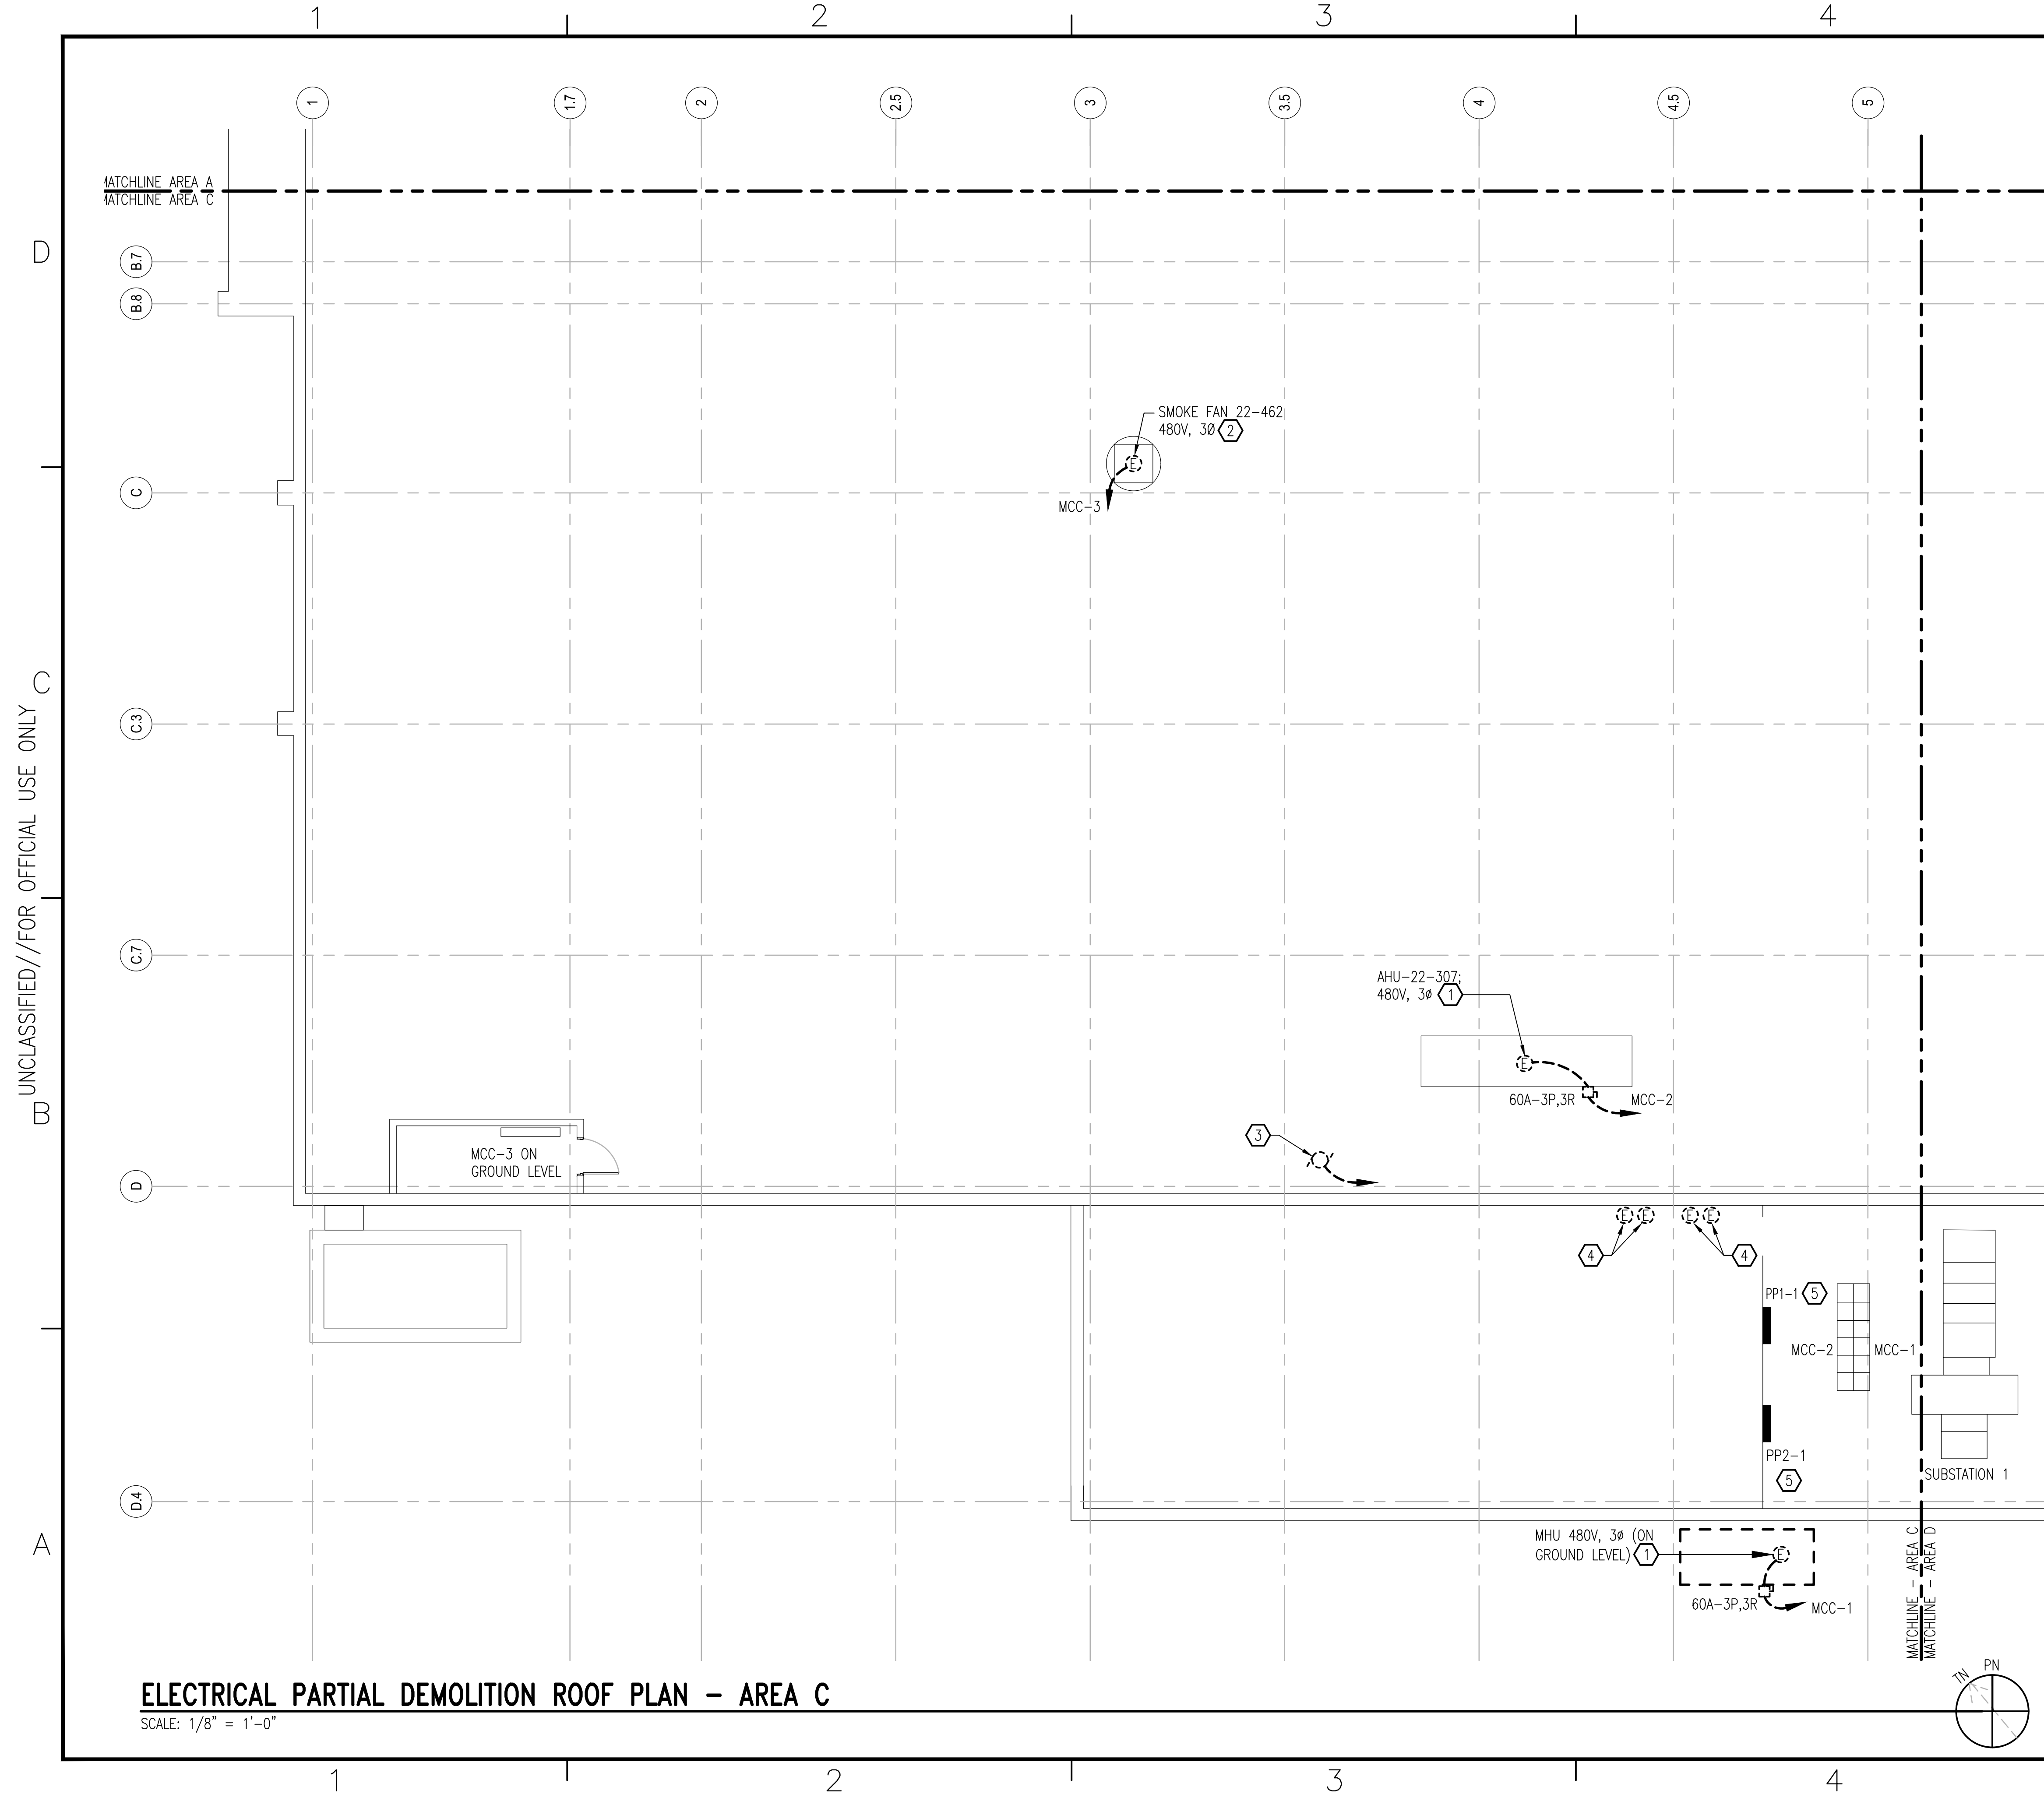 1 2 3 4
1 1.7 2 2.5 3 3.5 4 4.5 5
MATCHLINE AREA A
MATCHLINE AREA C
D
B.7
B.8
SMOKE FAN 22-462
480V, 3Ø 2
E
C
MCC-3
C
C.3
UNCLASSIFIED//FOR OFFICIAL USE ONLY
C.7
AHU-22-307;
480V, 3ø 1
E
60A-3P,3R
MCC-2
B
3
MCC-3 ON
GROUND LEVEL
D
E E E E
4 4
PP1-1 5
MCC-2 MCC-1
PP2-1
5
SUBSTATION 1
D.4
A
MHU 480V, 3ø (ON
GROUND LEVEL) 1
E
60A-3P,3R
MCC-1
MATCHLINE - AREA C
MATCHLINE - AREA D
TN PN
ELECTRICAL PARTIAL DEMOLITION ROOF PLAN - AREA C
SCALE: 1/8" = 1'-0"
1 2 3 4